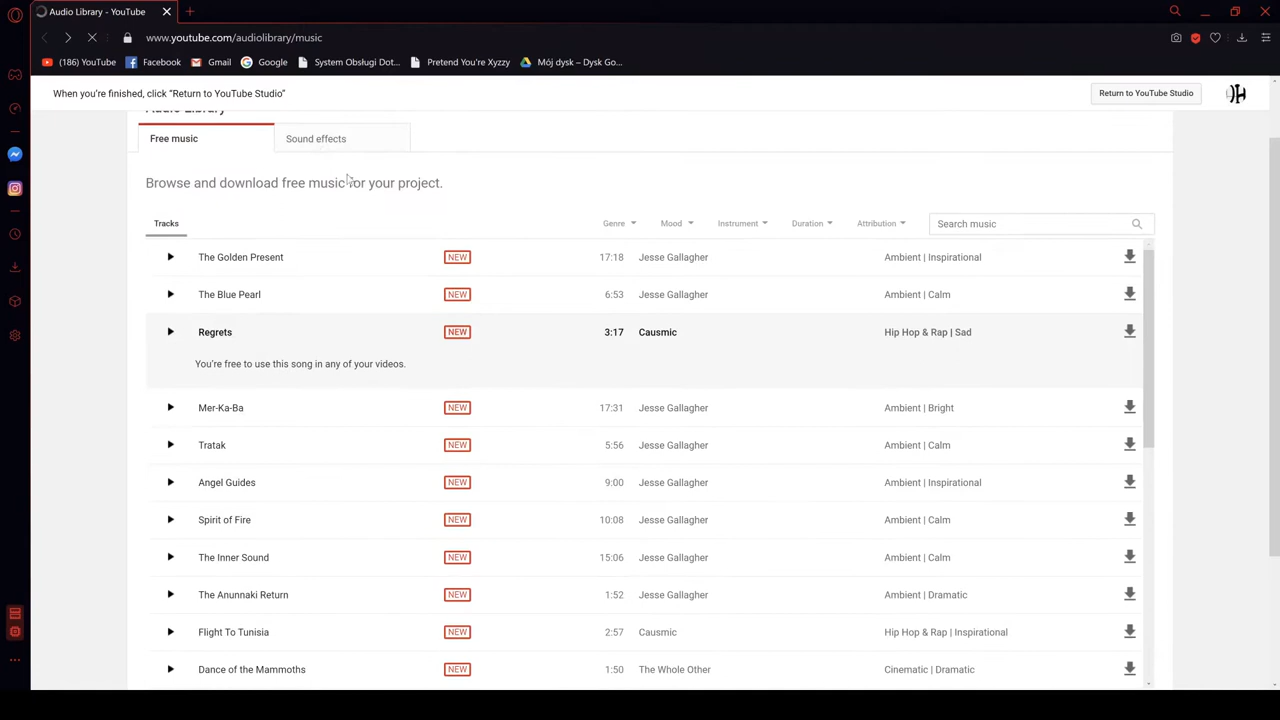 Audio Library - YouTube
www.youtube.com/audiolibrary/music
(186) YouTube Facebook Gmail Google System Obsługi Dot... Pretend You're Xyzzy Mój dysk – Dysk Go...
When you're finished, click "Return to YouTube Studio" Return to YouTube Studio
Audio Library
Free music Sound effects
Browse and download free music for your project.
Tracks Genre Mood Instrument Duration Attribution Search music
The Golden Present NEW 17:18 Jesse Gallagher Ambient | Inspirational
The Blue Pearl NEW 6:53 Jesse Gallagher Ambient | Calm
Regrets NEW 3:17 Causmic Hip Hop & Rap | Sad
You're free to use this song in any of your videos.
Mer-Ka-Ba NEW 17:31 Jesse Gallagher Ambient | Bright
Tratak NEW 5:56 Jesse Gallagher Ambient | Calm
Angel Guides NEW 9:00 Jesse Gallagher Ambient | Inspirational
Spirit of Fire NEW 10:08 Jesse Gallagher Ambient | Calm
The Inner Sound NEW 15:06 Jesse Gallagher Ambient | Calm
The Anunnaki Return NEW 1:52 Jesse Gallagher Ambient | Dramatic
Flight To Tunisia NEW 2:57 Causmic Hip Hop & Rap | Inspirational
Dance of the Mammoths NEW 1:50 The Whole Other Cinematic | Dramatic